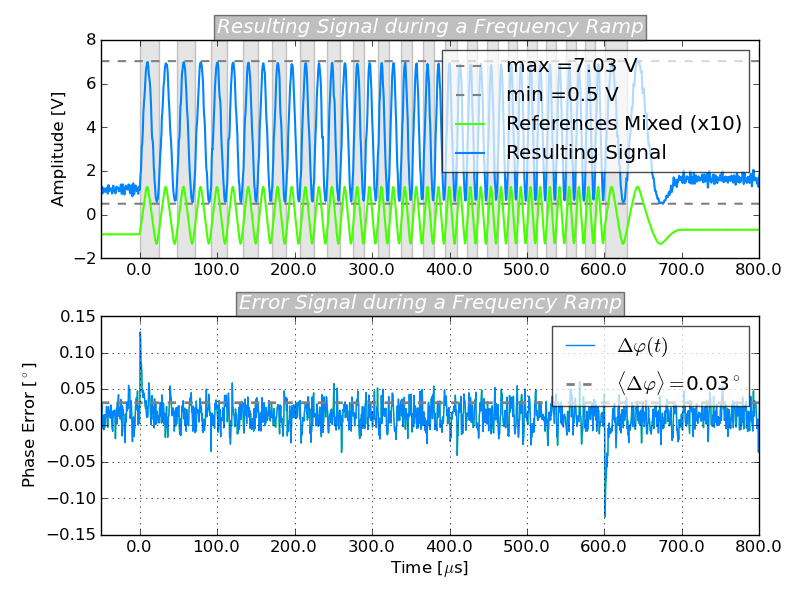 Resulting Signal during a Frequency Ramp
8
6
4
2
0
−2
Amplitude [V]
max =7.03 V
min =0.5 V
References Mixed (x10)
Resulting Signal
0.0 100.0 200.0 300.0 400.0 500.0 600.0 700.0 800.0
Error Signal during a Frequency Ramp
0.15
0.10
0.05
0.00
−0.05
−0.10
−0.15
Phase Error [°]
Δφ(t)
⟨Δφ⟩=0.03°
0.0 100.0 200.0 300.0 400.0 500.0 600.0 700.0 800.0
Time [μs]